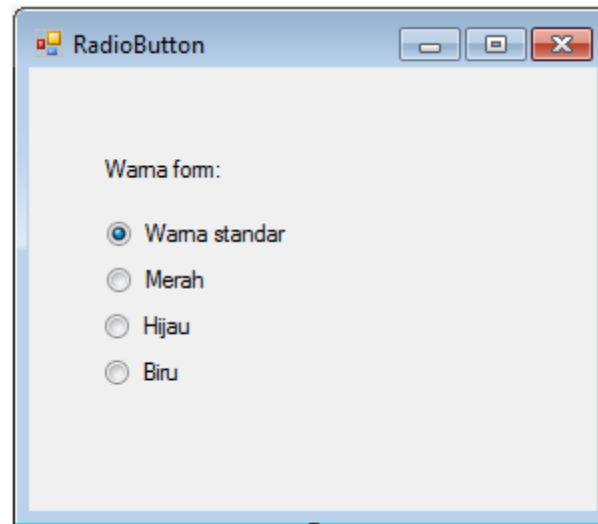 RadioButton
Warna form:
Warna standar
Merah
Hijau
Biru